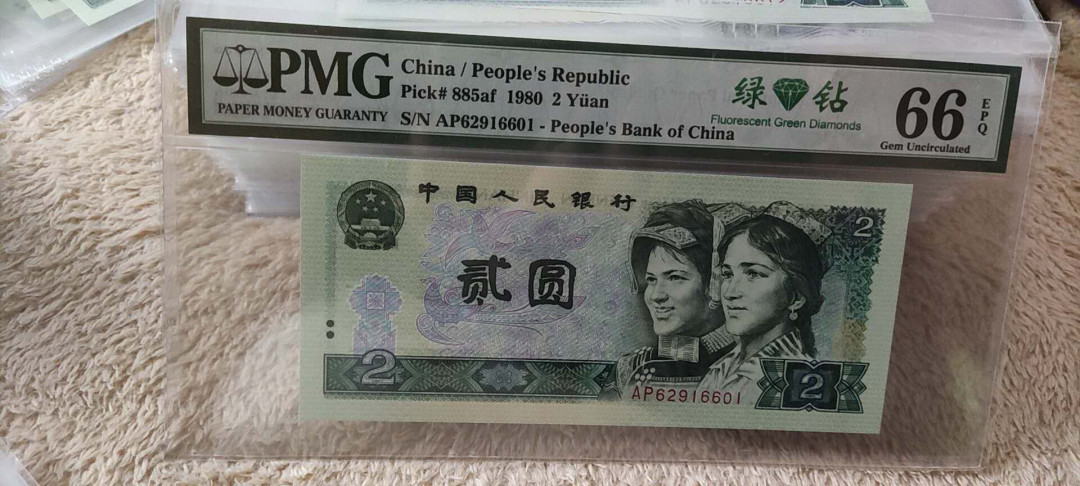 PMG
PAPER MONEY GUARANTY
China / People's Republic
Pick# 885af 1980 2 Yüan
S/N AP62916601 - People's Bank of China
绿 钻
Fluorescent Green Diamonds
66
EPQ
Gem Uncirculated
中国人民银行
2
贰圆
2
AP62916601
2